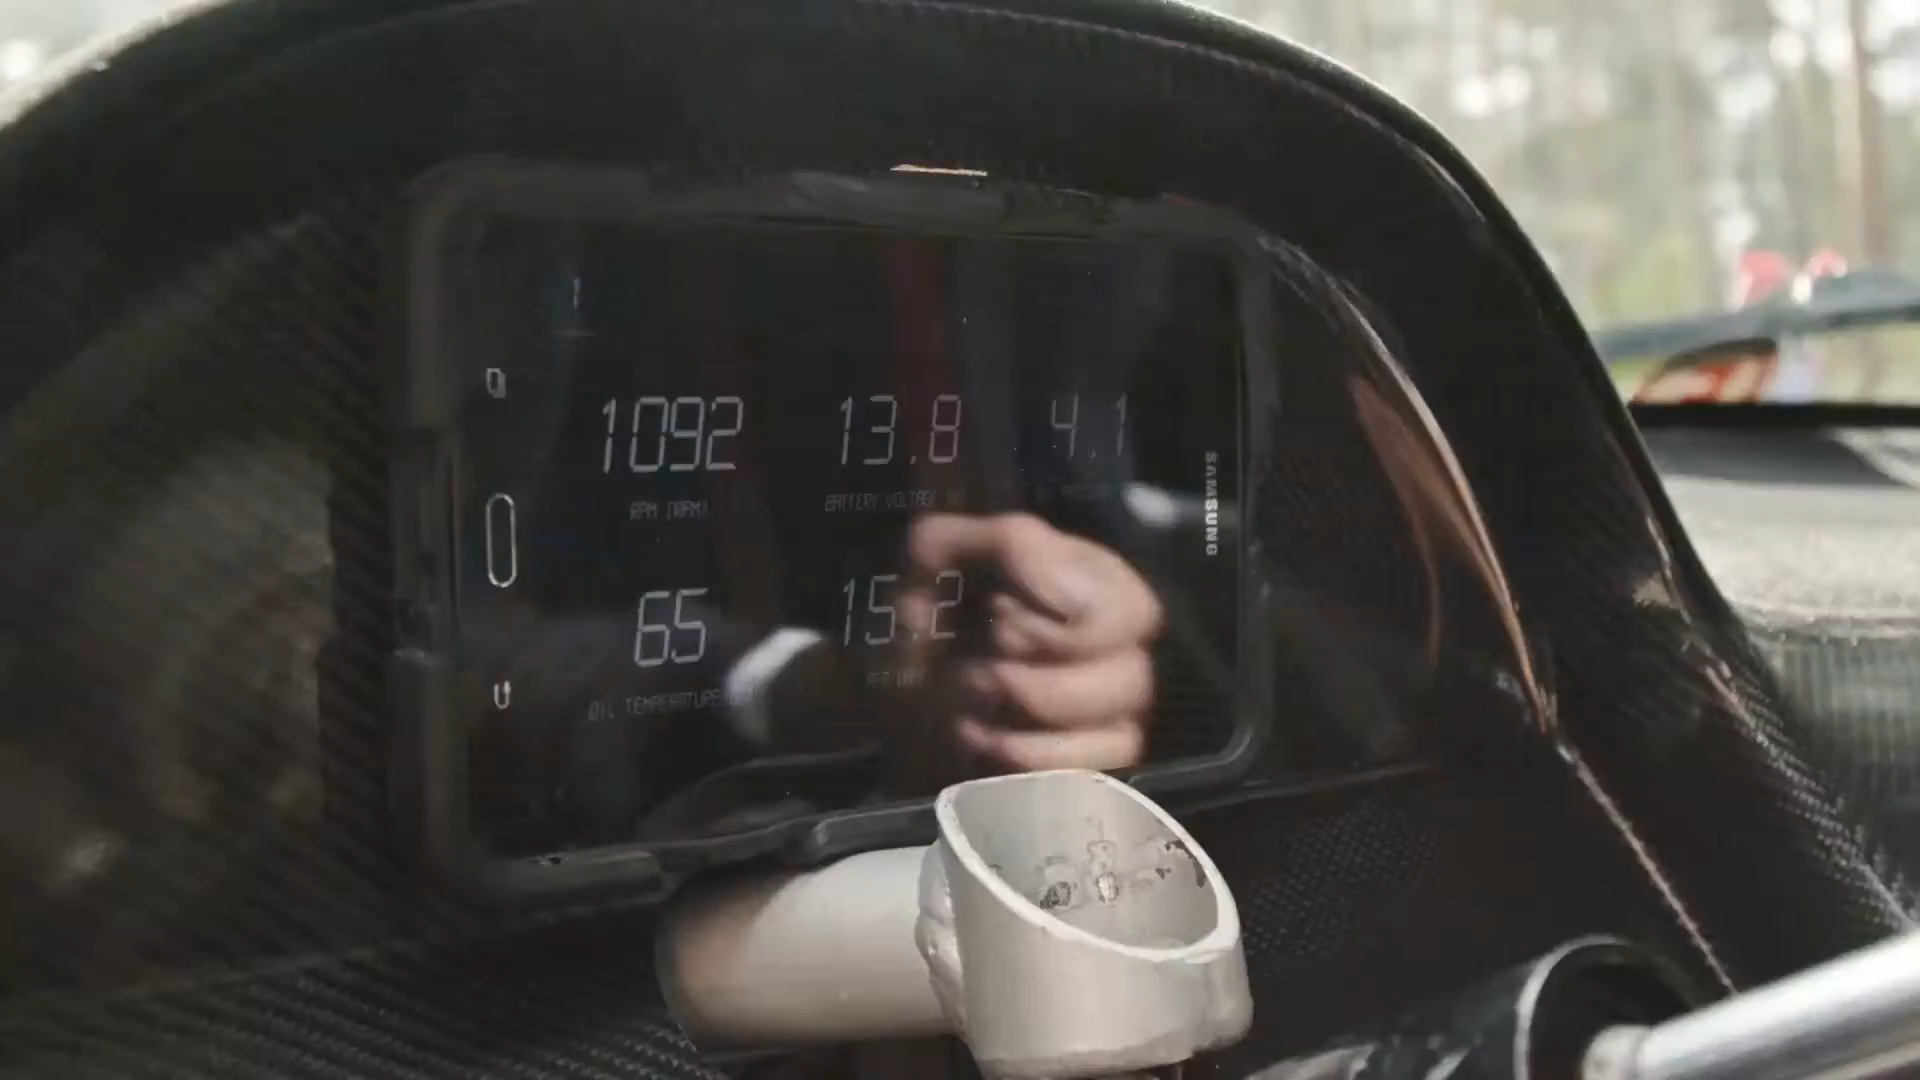 1092 13.8 4.1
RPM [RPM] BATTERY VOLTAGE
SAMSUNG
65 15.2
OIL TEMPERATURE